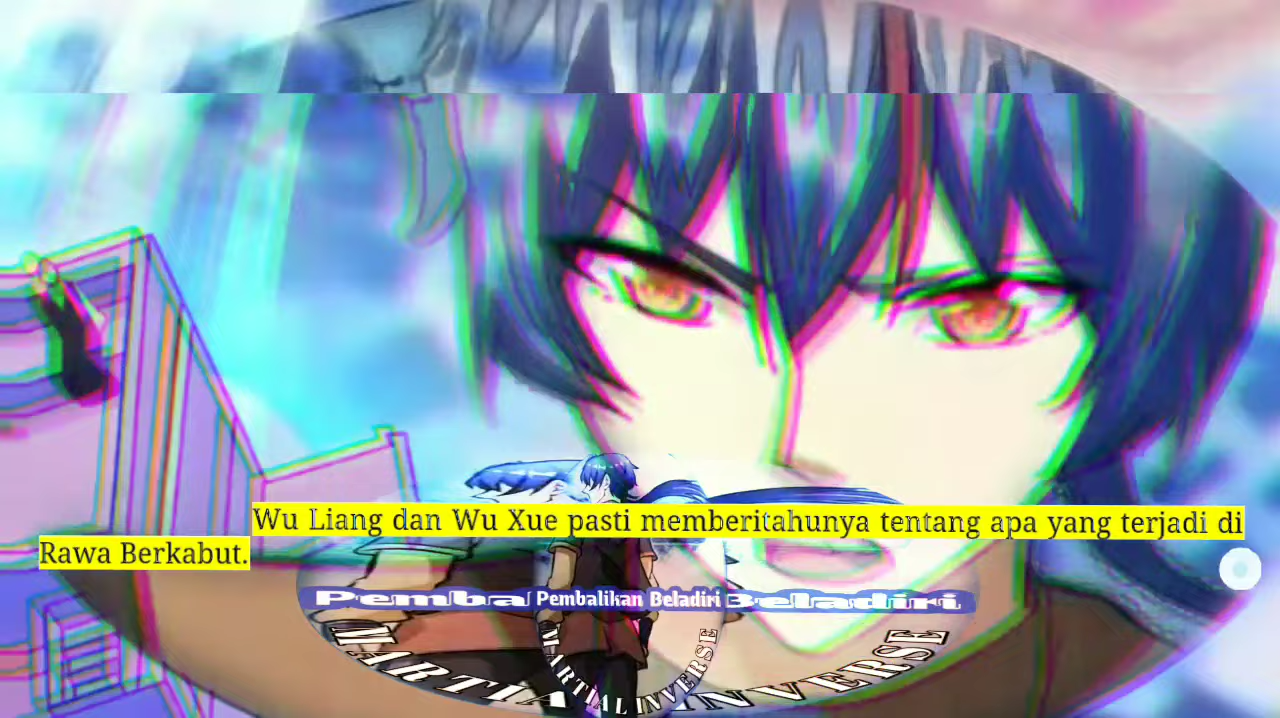 Wu Liang dan Wu Xue pasti memberitahunya tentang apa yang terjadi di
Rawa Berkabut.
Pemba
Pembalikan Beladiri
Beladiri
MARTIA
MARTIAL INVERSE
INVERSE